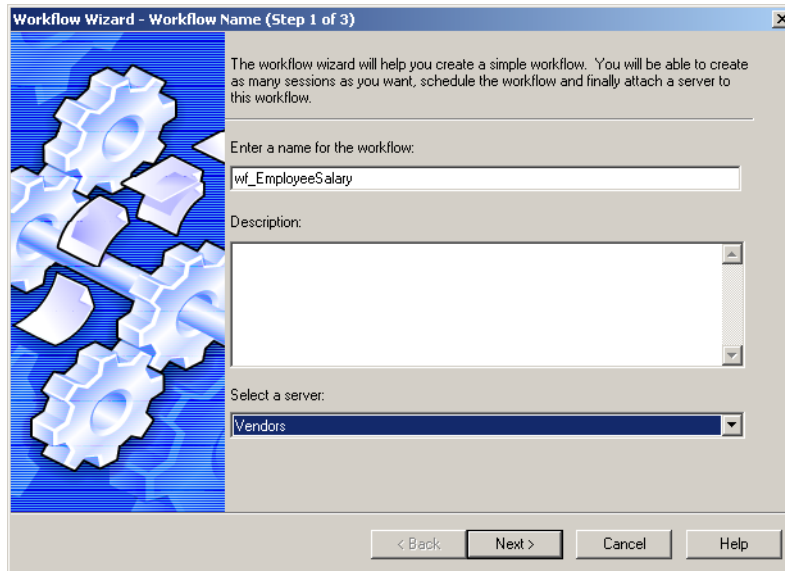 Workflow Wizard - Workflow Name (Step 1 of 3)
The workflow wizard will help you create a simple workflow. You will be able to create
as many sessions as you want, schedule the workflow and finally attach a server to
this workflow.
Enter a name for the workflow:
wf_EmployeeSalary
Description:
Select a server:
Vendors
< Back
Next >
Cancel
Help